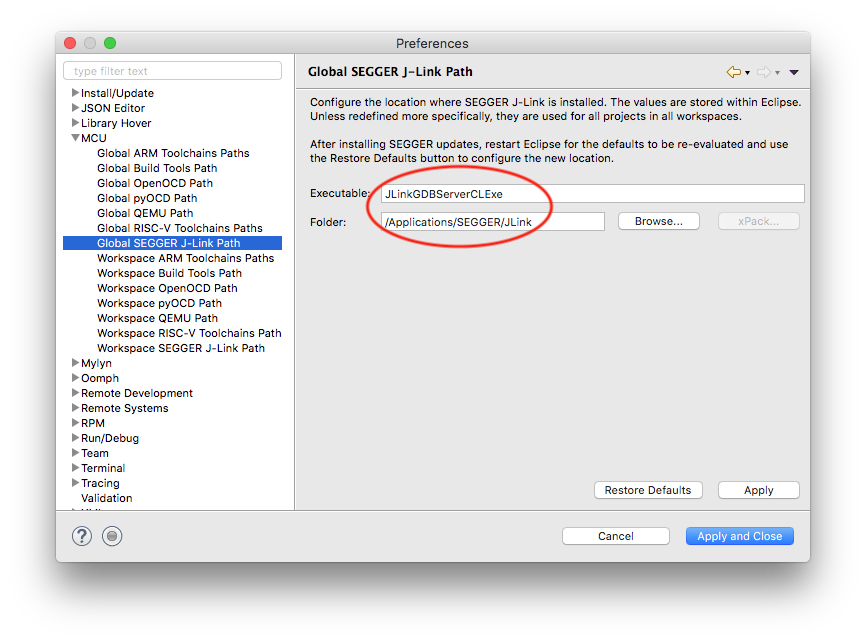 Preferences
type filter text
Install/Update
JSON Editor
Library Hover
MCU
Global ARM Toolchains Paths
Global Build Tools Path
Global OpenOCD Path
Global pyOCD Path
Global QEMU Path
Global RISC-V Toolchains Paths
Global SEGGER J-Link Path
Workspace ARM Toolchains Paths
Workspace Build Tools Path
Workspace OpenOCD Path
Workspace pyOCD Path
Workspace QEMU Path
Workspace RISC-V Toolchains Path
Workspace SEGGER J-Link Path
Mylyn
Oomph
Remote Development
Remote Systems
RPM
Run/Debug
Team
Terminal
Tracing
Validation
Global SEGGER J-Link Path
Configure the location where SEGGER J-Link is installed. The values are stored within Eclipse.
Unless redefined more specifically, they are used for all projects in all workspaces.
After installing SEGGER updates, restart Eclipse for the defaults to be re-evaluated and use
the Restore Defaults button to configure the new location.
Executable: JLinkGDBServerCLExe
Folder: /Applications/SEGGER/JLink Browse... xPack...
Restore Defaults Apply
? Cancel Apply and Close